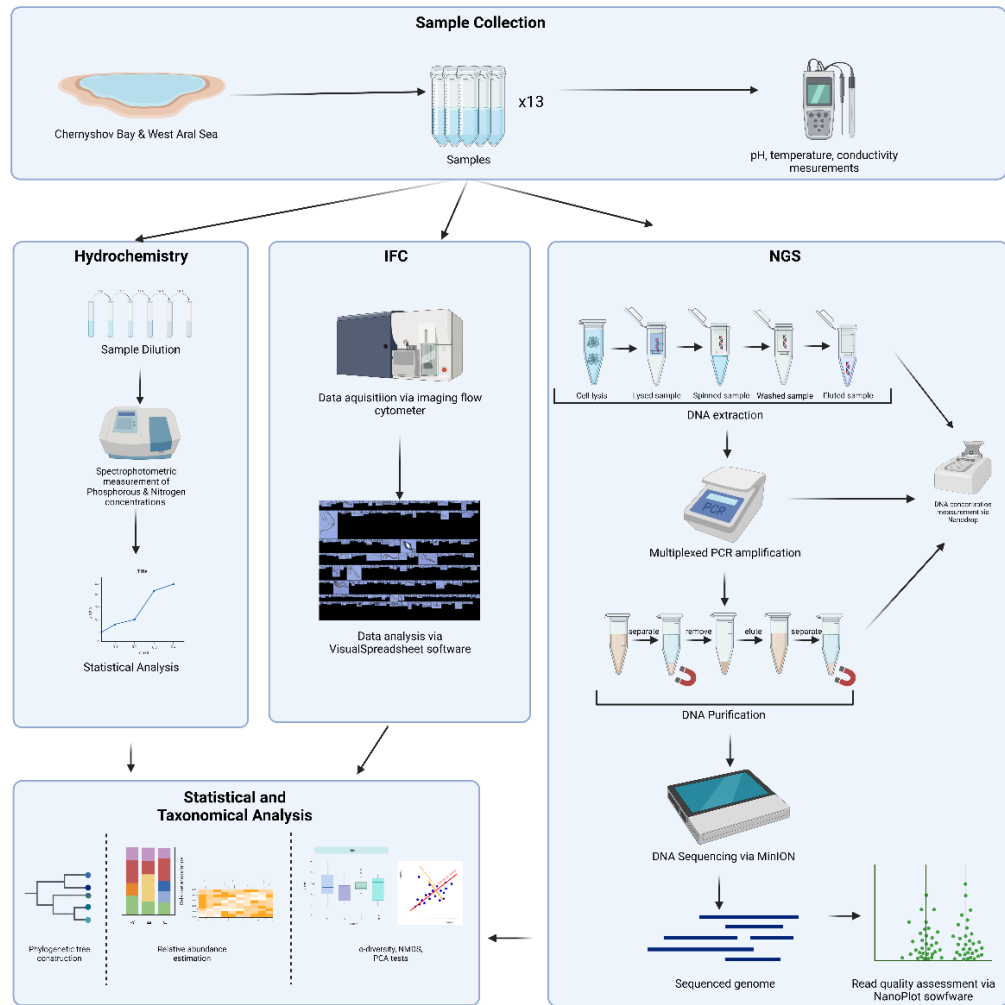 Sample Collection
x13
Chernyshov Bay & West Aral Sea
Samples
pH, temperature, conductivity
mesurements
Hydrochemistry
Sample Dilution
Spectrophotometric
measurement of
Phosphorous & Nitrogen
concentrations
Title
Statistical Analysis
IFC
Data aquisitiion via imaging flow
cytometer
Data analysis via
VisualSpreadsheet software
NGS
Cell lysis
Lysed sample
Spinned sample
Washed sample
Eluted sample
DNA extraction
PCR
Multiplexed PCR amplification
DNA concentration
measurement via
Nanodrop
separate
remove
elute
separate
DNA Purification
DNA Sequencing via MinION
Sequenced genome
Read quality assessment via
NanoPlot sowfware
Statistical and
Taxonomical Analysis
A
B
C
Phylogenetic tree
construction
Relative abundance
estimation
α-diversity, NMDS,
PCA tests